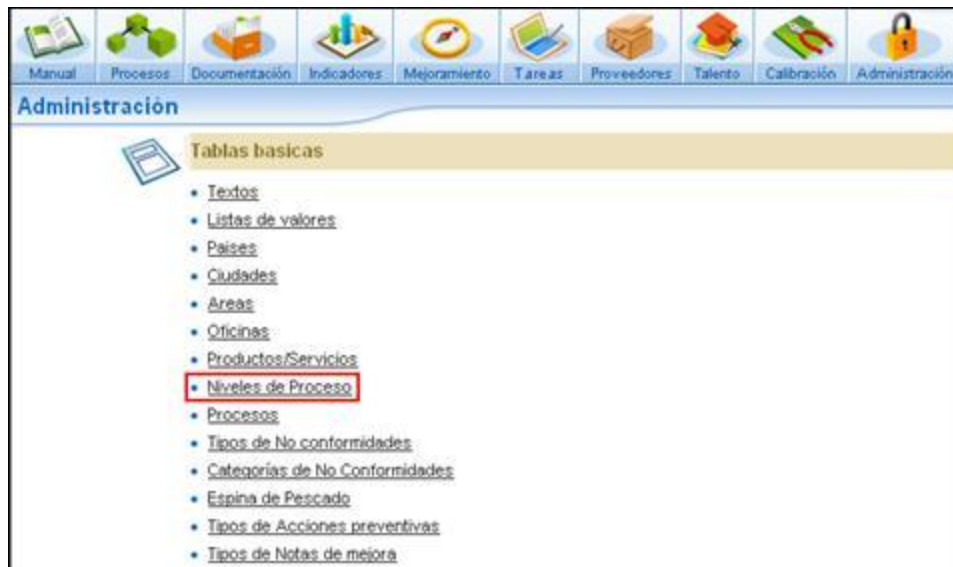 Manual Procesos Documentación Indicadores Mejoramiento Tareas Proveedores Talento Calibración Administración
Administración
Tablas basicas
Textos
Listas de valores
Paises
Ciudades
Areas
Oficinas
Productos/Servicios
Niveles de Proceso
Procesos
Tipos de No conformidades
Categorías de No Conformidades
Espina de Pescado
Tipos de Acciones preventivas
Tipos de Notas de mejora